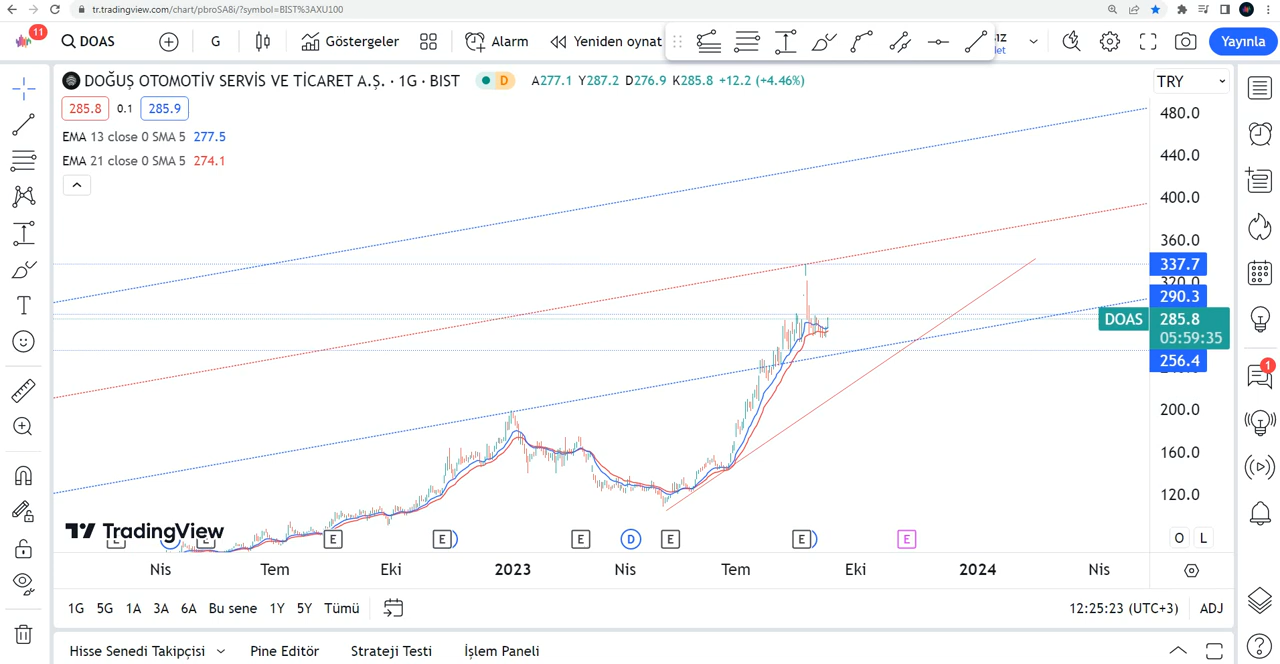 tr.tradingview.com/chart/pbroSA8i/?symbol=BIST%3AXU100
11
DOAS
G
Göstergeler
Alarm
Yeniden oynat
Yayınla
DOĞUŞ OTOMOTİV SERVİS VE TİCARET A.Ş. · 1G · BIST
D
A277.1 Y287.2 D276.9 K285.8 +12.2 (+4.46%)
TRY
285.8
0.1
285.9
EMA 13 close 0 SMA 5 277.5
EMA 21 close 0 SMA 5 274.1
480.0
440.0
400.0
360.0
337.7
290.3
DOAS
285.8
05:59:35
256.4
200.0
160.0
120.0
1
TradingView
E
E
E
D
E
E
E
O
L
Nis
Tem
Eki
2023
Nis
Tem
Eki
2024
Nis
1G 5G 1A 3A 6A Bu sene 1Y 5Y Tümü
12:25:23 (UTC+3)
ADJ
Hisse Senedi Takipçisi
Pine Editör
Strateji Testi
İşlem Paneli